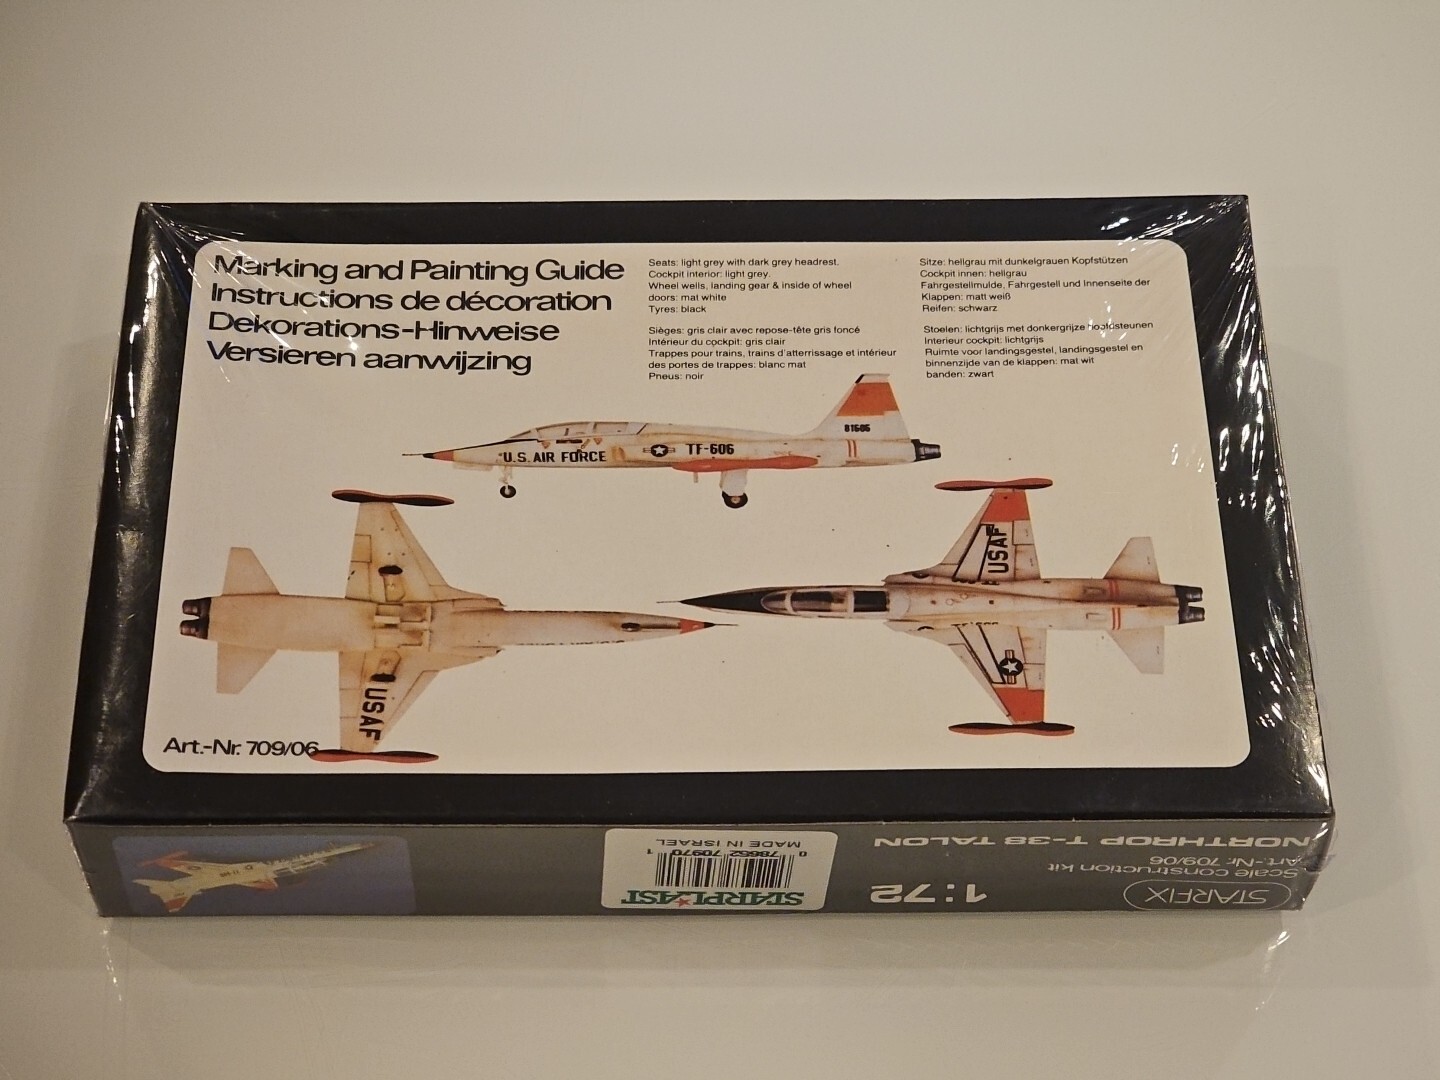 Marking and Painting Guide
Instructions de décoration
Dekorations-Hinweise
Versieren aanwijzing
Seats: light grey with dark grey headrest.
Cockpit interior: light grey.
Wheel wells, landing gear & inside of wheel
doors: mat white
Tyres: black
Sièges: gris clair avec repose-tête gris foncé
Intérieur du cockpit: gris clair
Trappes pour trains, trains d'atterrissage et intérieur
des portes de trappes: blanc mat
Pneus: noir
Sitze: hellgrau mit dunkelgrauen Kopfstützen
Cockpit innen: hellgrau
Fahrgestellmulde, Fahrgestell und Innenseite der
Klappen: matt weiß
Reifen: schwarz
Stoelen: lichtgrijs met donkergrijze hoofdsteunen
Interieur cockpit: lichtgrijs
Ruimte voor landingsgestel, landingsgestel en
binnenzijde van de klappen: mat wit
banden: zwart
81606
U.S. AIR FORCE
TF-606
USAF
USAF
Art.-Nr. 709/06
STARFIX
Scale construction kit
Art.-Nr. 709/06
NORTHROP T-38 TALON
1:72
STARPLAST
0 78652 70970 1
MADE IN ISRAEL